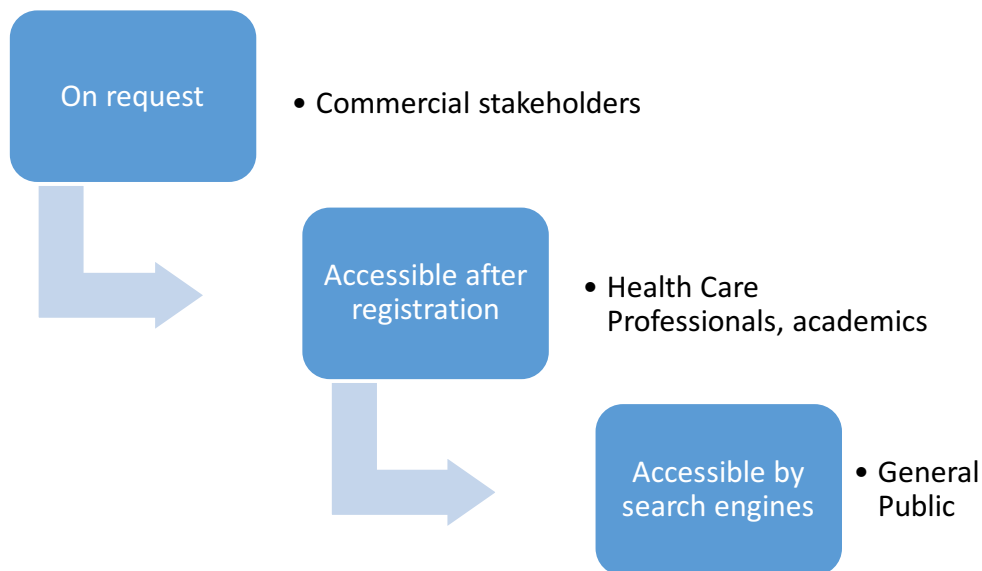 On request
• Commercial stakeholders
Accessible after
registration
• Health Care
Professionals, academics
Accessible by
search engines
• General
Public